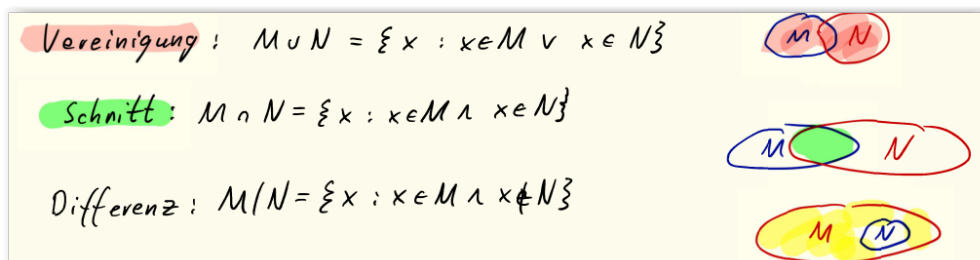 Vereinigung : M ∪ N = { x : x ∈ M ∨ x ∈ N } M N
Schnitt : M ∩ N = { x : x ∈ M ∧ x ∈ N } M N
Differenz : M / N = { x : x ∈ M ∧ x ∉ N } M N